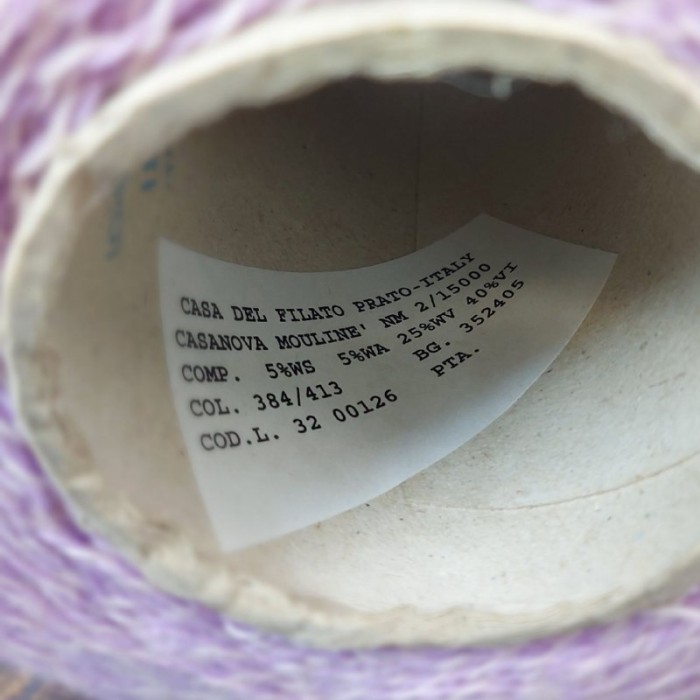 CASA DEL FILATO PRATO-ITALY
CASANOVA MOULINE' NM 2/15000
COMP. 5%WS 5%WA 25%WV 40%VI
COL. 384/413 BG. 352405
COD.L. 32 00126 PTA.